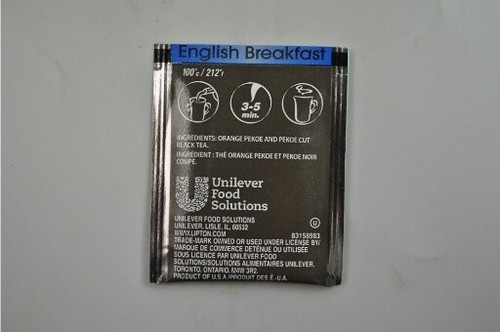 English Breakfast
100°c / 212°f
3-5
min.
INGREDIENTS: ORANGE PEKOE AND PEKOE CUT
BLACK TEA.
INGRÉDIENT : THÉ ORANGE PEKOE ET PEKOE NOIR
COUPÉ.
Unilever
Food
Solutions
UNILEVER FOOD SOLUTIONS
UNILEVER, LISLE, IL, 60532
WWW.LIPTON.COM
83158983
TRADE-MARK OWNED OR USED UNDER LICENSE BY/
MARQUE DE COMMERCE DÉTENUE OU UTILISÉE
SOUS LICENCE PAR UNILEVER FOOD
SOLUTIONS/SOLUTIONS ALIMENTAIRES UNILEVER,
TORONTO, ONTARIO, M4W 3R2.
PRODUCT OF U.S.A./PRODUIT DES É.-U.A.